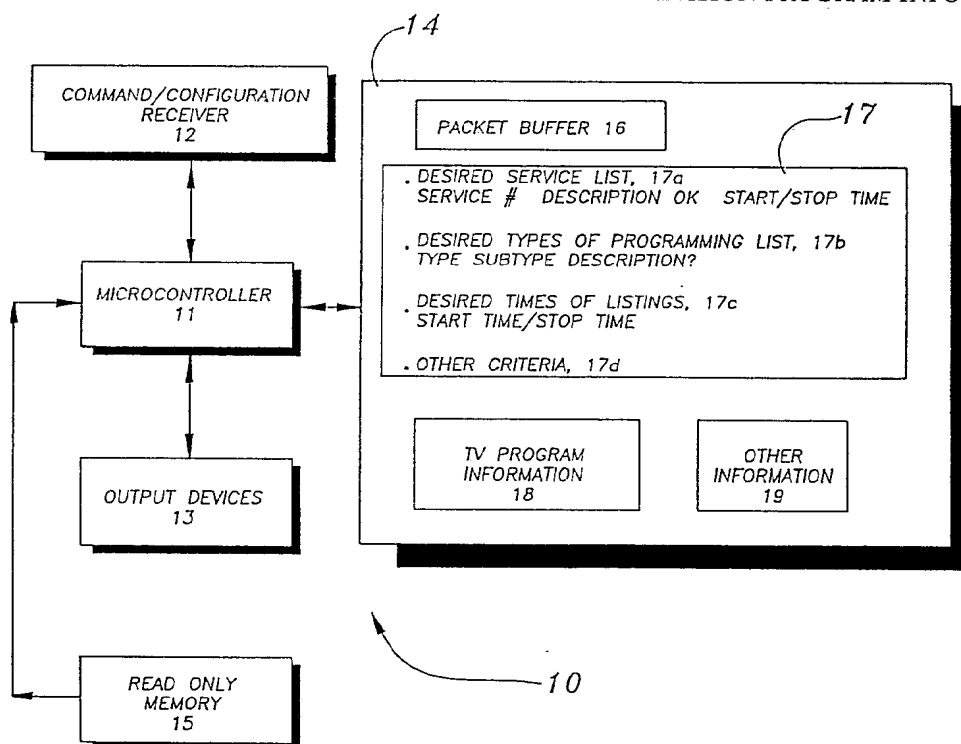 14
COMMAND/CONFIGURATION
RECEIVER
12
PACKET BUFFER 16
17
. DESIRED SERVICE LIST, 17a
SERVICE # DESCRIPTION OK START/STOP TIME
. DESIRED TYPES OF PROGRAMMING LIST, 17b
TYPE SUBTYPE DESCRIPTION?
MICROCONTROLLER
11
. DESIRED TIMES OF LISTINGS, 17c
START TIME/STOP TIME
. OTHER CRITERIA, 17d
TV PROGRAM
INFORMATION
18
OTHER
INFORMATION
19
OUTPUT DEVICES
13
READ ONLY
MEMORY
15
10